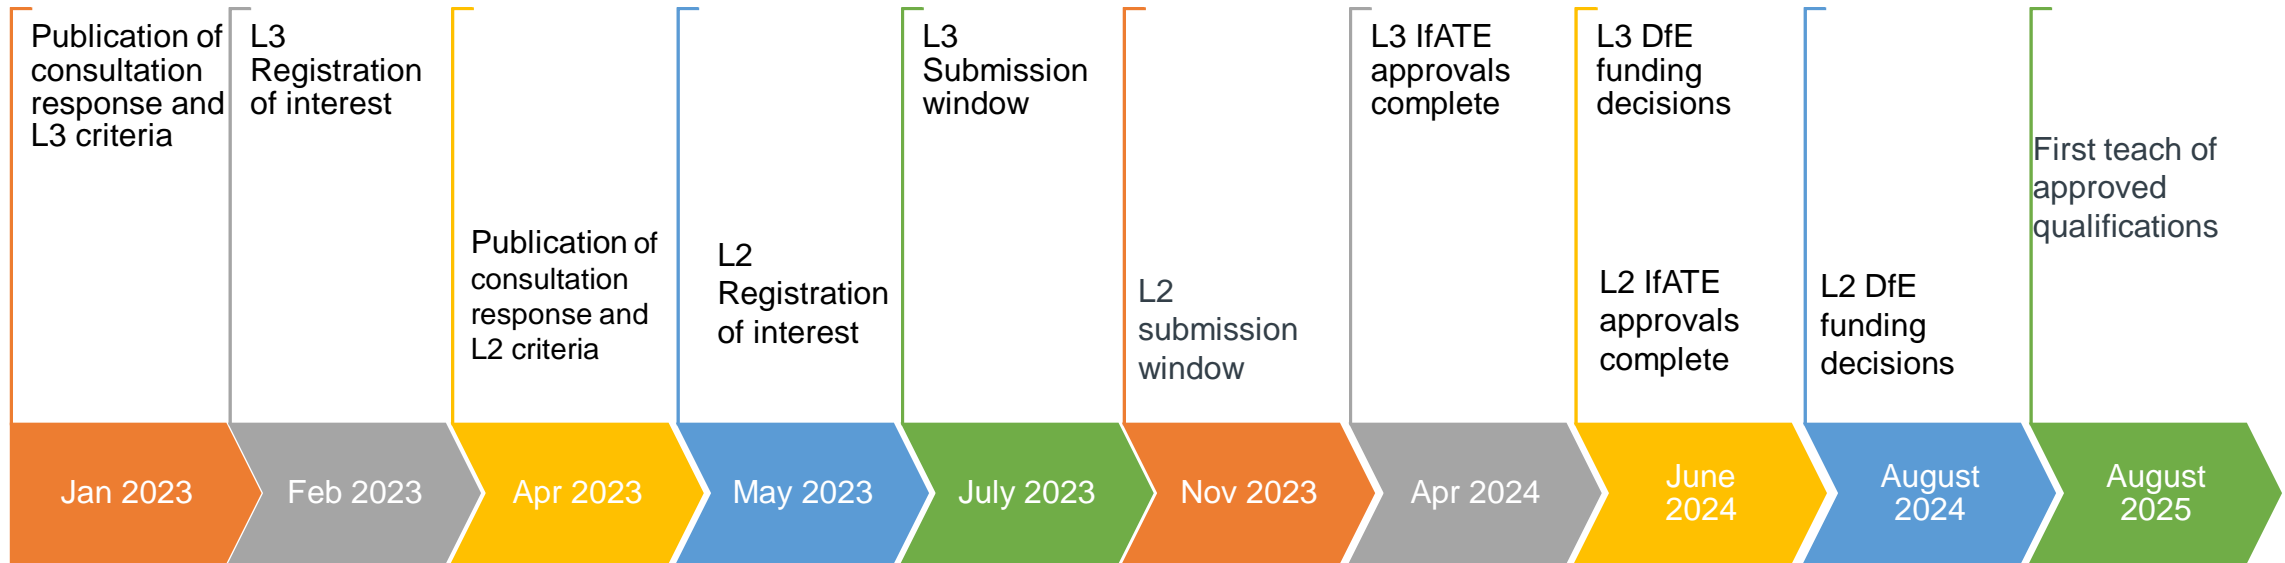 Publication of
consultation
response and
L3 criteria
L3
Registration
of interest
Publication of
consultation
response and
L2 criteria
L2
Registration
of interest
L3
Submission
window
L2
submission
window
L3 IfATE
approvals
complete
L3 DfE
funding
decisions
L2 IfATE
approvals
complete
L2 DfE
funding
decisions
First teach of
approved
qualifications
Jan 2023
Feb 2023
Apr 2023
May 2023
July 2023
Nov 2023
Apr 2024
June
2024
August
2024
August
2025